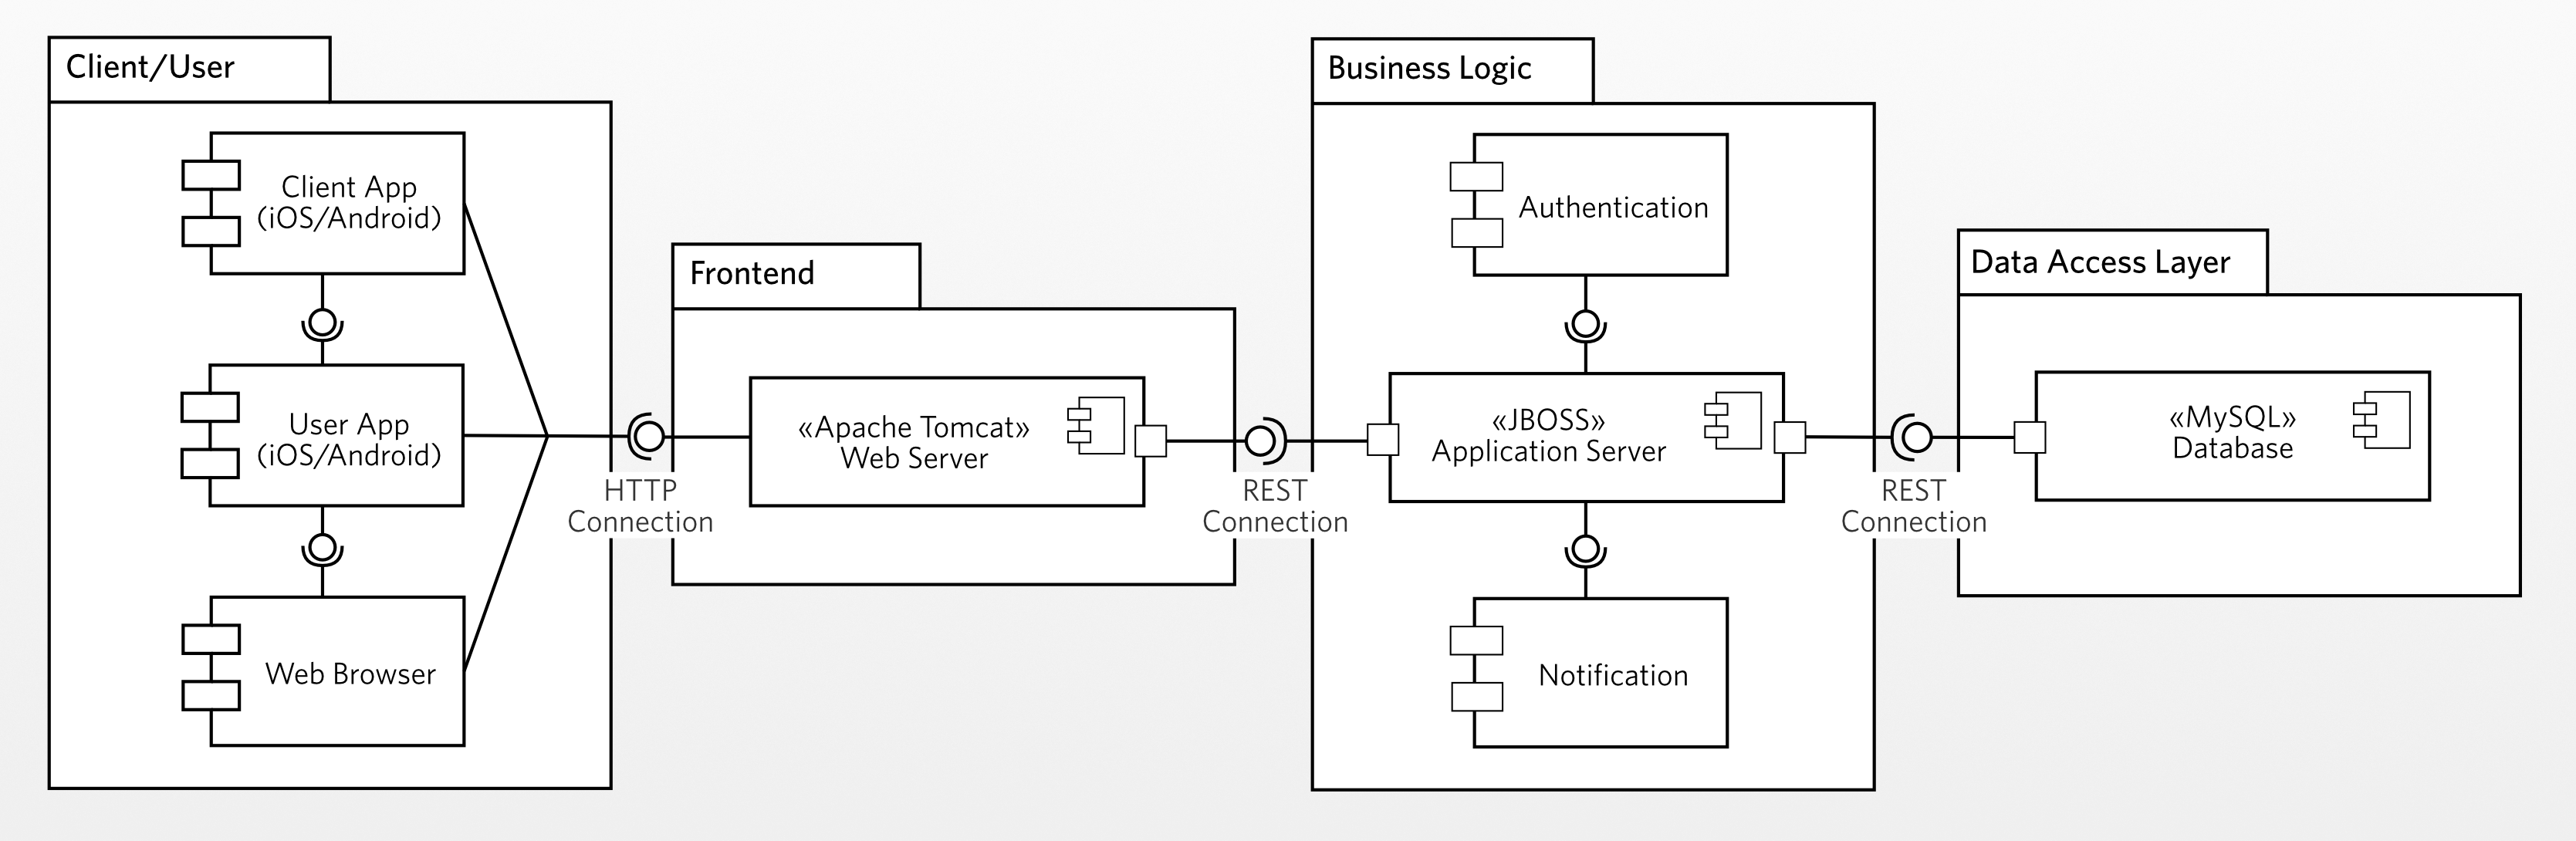 Client/User
Client App
(iOS/Android)
User App
(iOS/Android)
Web Browser
HTTP
Connection
Frontend
«Apache Tomcat»
Web Server
REST
Connection
Business Logic
Authentication
«JBOSS»
Application Server
Notification
REST
Connection
Data Access Layer
«MySQL»
Database